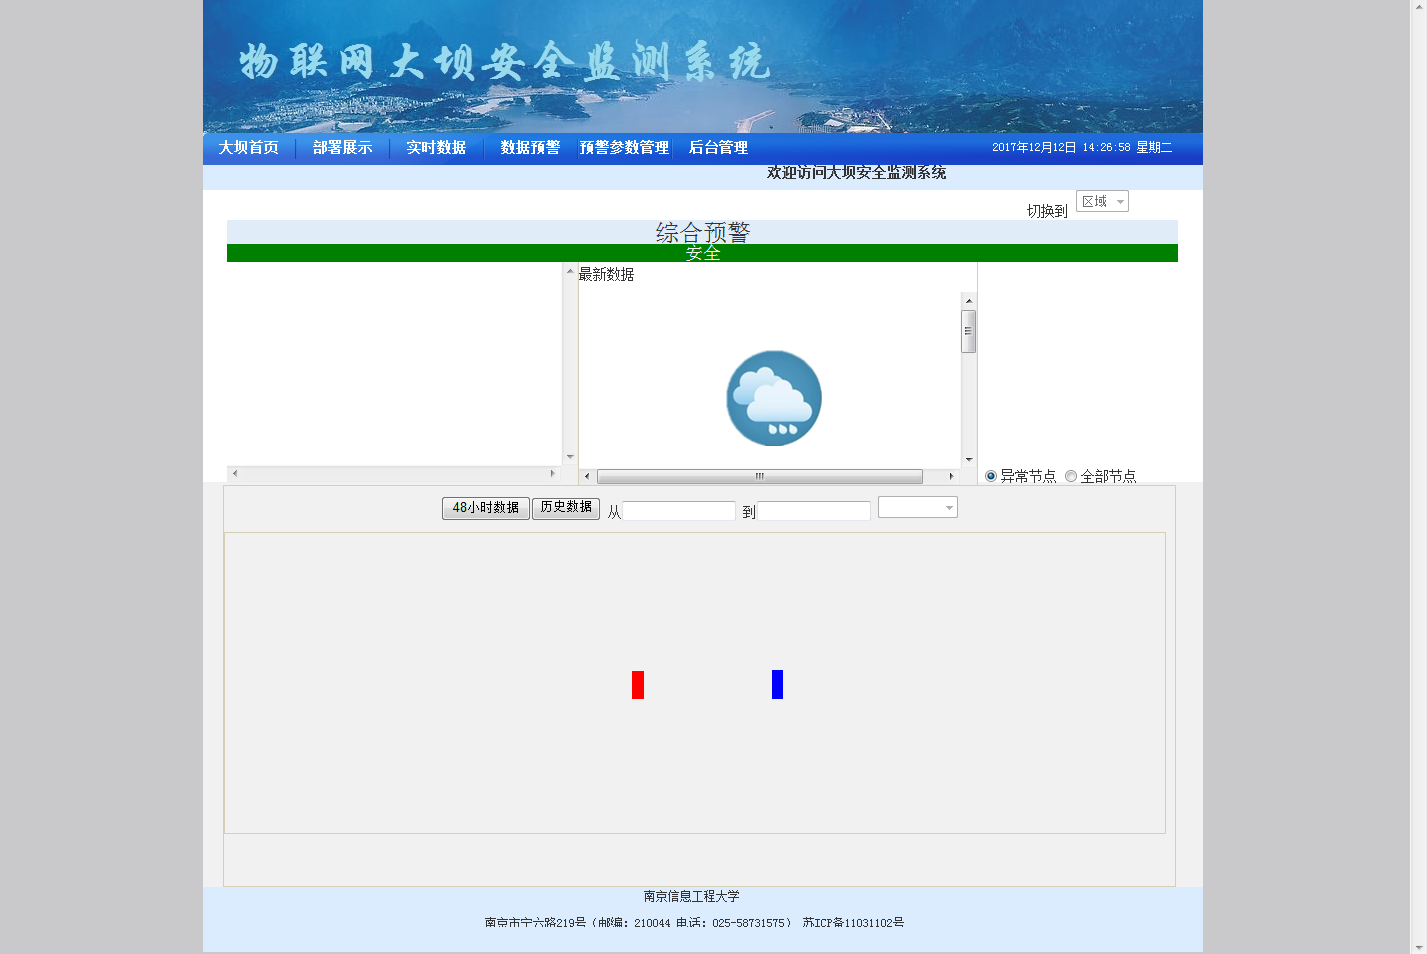 物联网大坝安全监测系统
大坝首页 部署展示 实时数据 数据预警 预警参数管理 后台管理 2017年12月12日 14:26:58 星期二
欢迎访问大坝安全监测系统
切换到 区域
综合预警
安全
最新数据
异常节点 全部节点
48小时数据 历史数据 从 到
南京信息工程大学
南京市宁六路219号（邮编：210044 电话：025-58731575） 苏ICP备11031102号